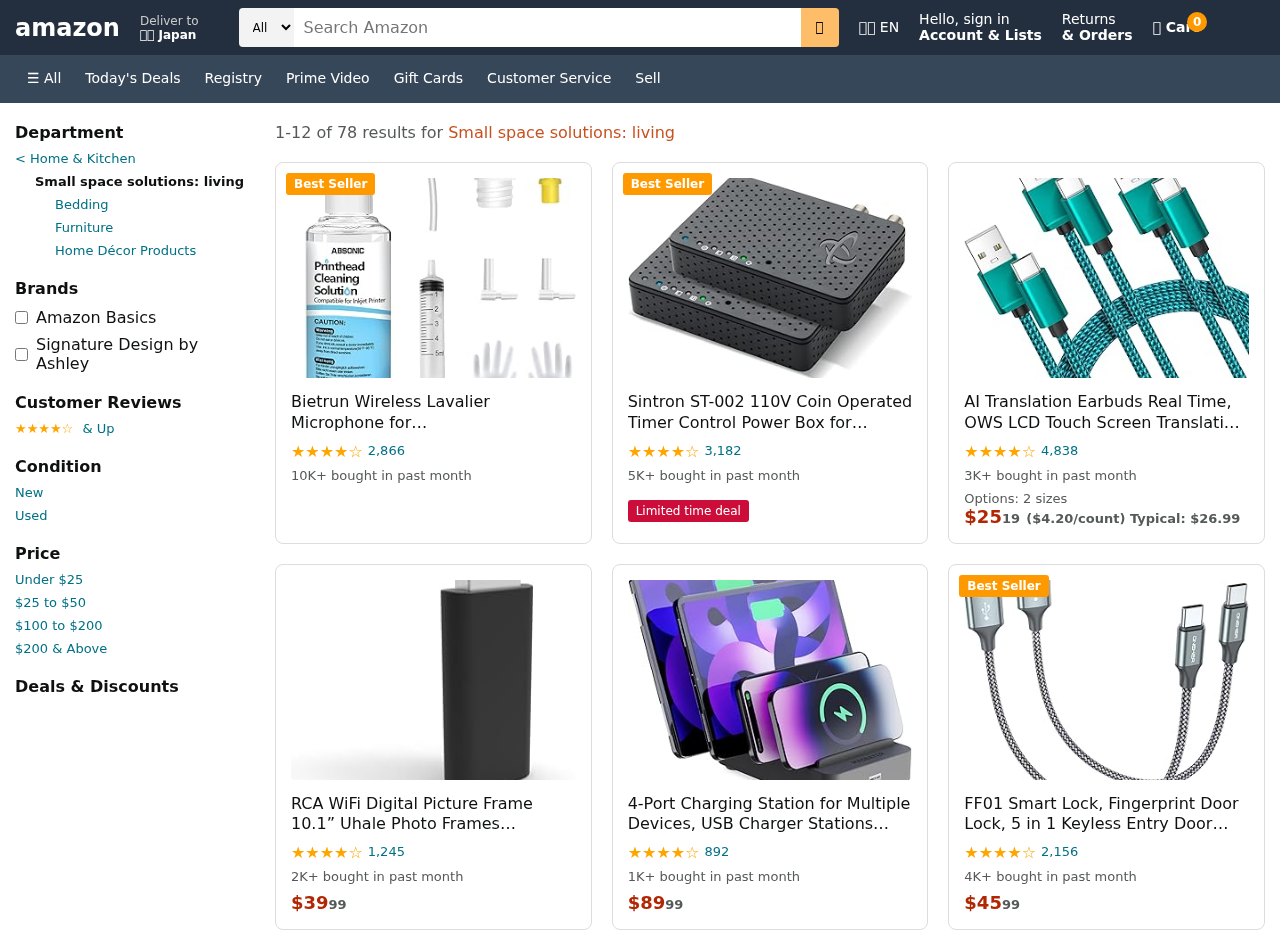 amazon
Deliver to
Japan
All
Search Amazon
EN
Hello, sign in
Account & Lists
Returns
& Orders
0
☰ All
Today's Deals
Registry
Prime Video
Gift Cards
Customer Service
Sell
Department
< Home & Kitchen
Small space solutions: living
Bedding
Furniture
Home Décor Products
Brands
Amazon Basics
Signature Design by
Ashley
Customer Reviews
★★★★☆ & Up
Condition
New
Used
Price
Under $25
$25 to $50
$100 to $200
$200 & Above
Deals & Discounts
1-12 of 78 results for Small space solutions: living
Best Seller
ABSONIC
Printhead
Cleaning
Solution
Compatible for Inkjet Printer
CAUTION:
Bietrun Wireless Lavalier
Microphone for…
★★★★☆ 2,866
10K+ bought in past month
Best Seller
Sintron ST-002 110V Coin Operated
Timer Control Power Box for…
★★★★☆ 3,182
5K+ bought in past month
Limited time deal
AI Translation Earbuds Real Time,
OWS LCD Touch Screen Translati…
★★★★☆ 4,838
3K+ bought in past month
Options: 2 sizes
$25 19 ($4.20/count) Typical: $26.99
RCA WiFi Digital Picture Frame
10.1” Uhale Photo Frames…
★★★★☆ 1,245
2K+ bought in past month
$39 99
4-Port Charging Station for Multiple
Devices, USB Charger Stations…
★★★★☆ 892
1K+ bought in past month
$89 99
Best Seller
FF01 Smart Lock, Fingerprint Door
Lock, 5 in 1 Keyless Entry Door…
★★★★☆ 2,156
4K+ bought in past month
$45 99